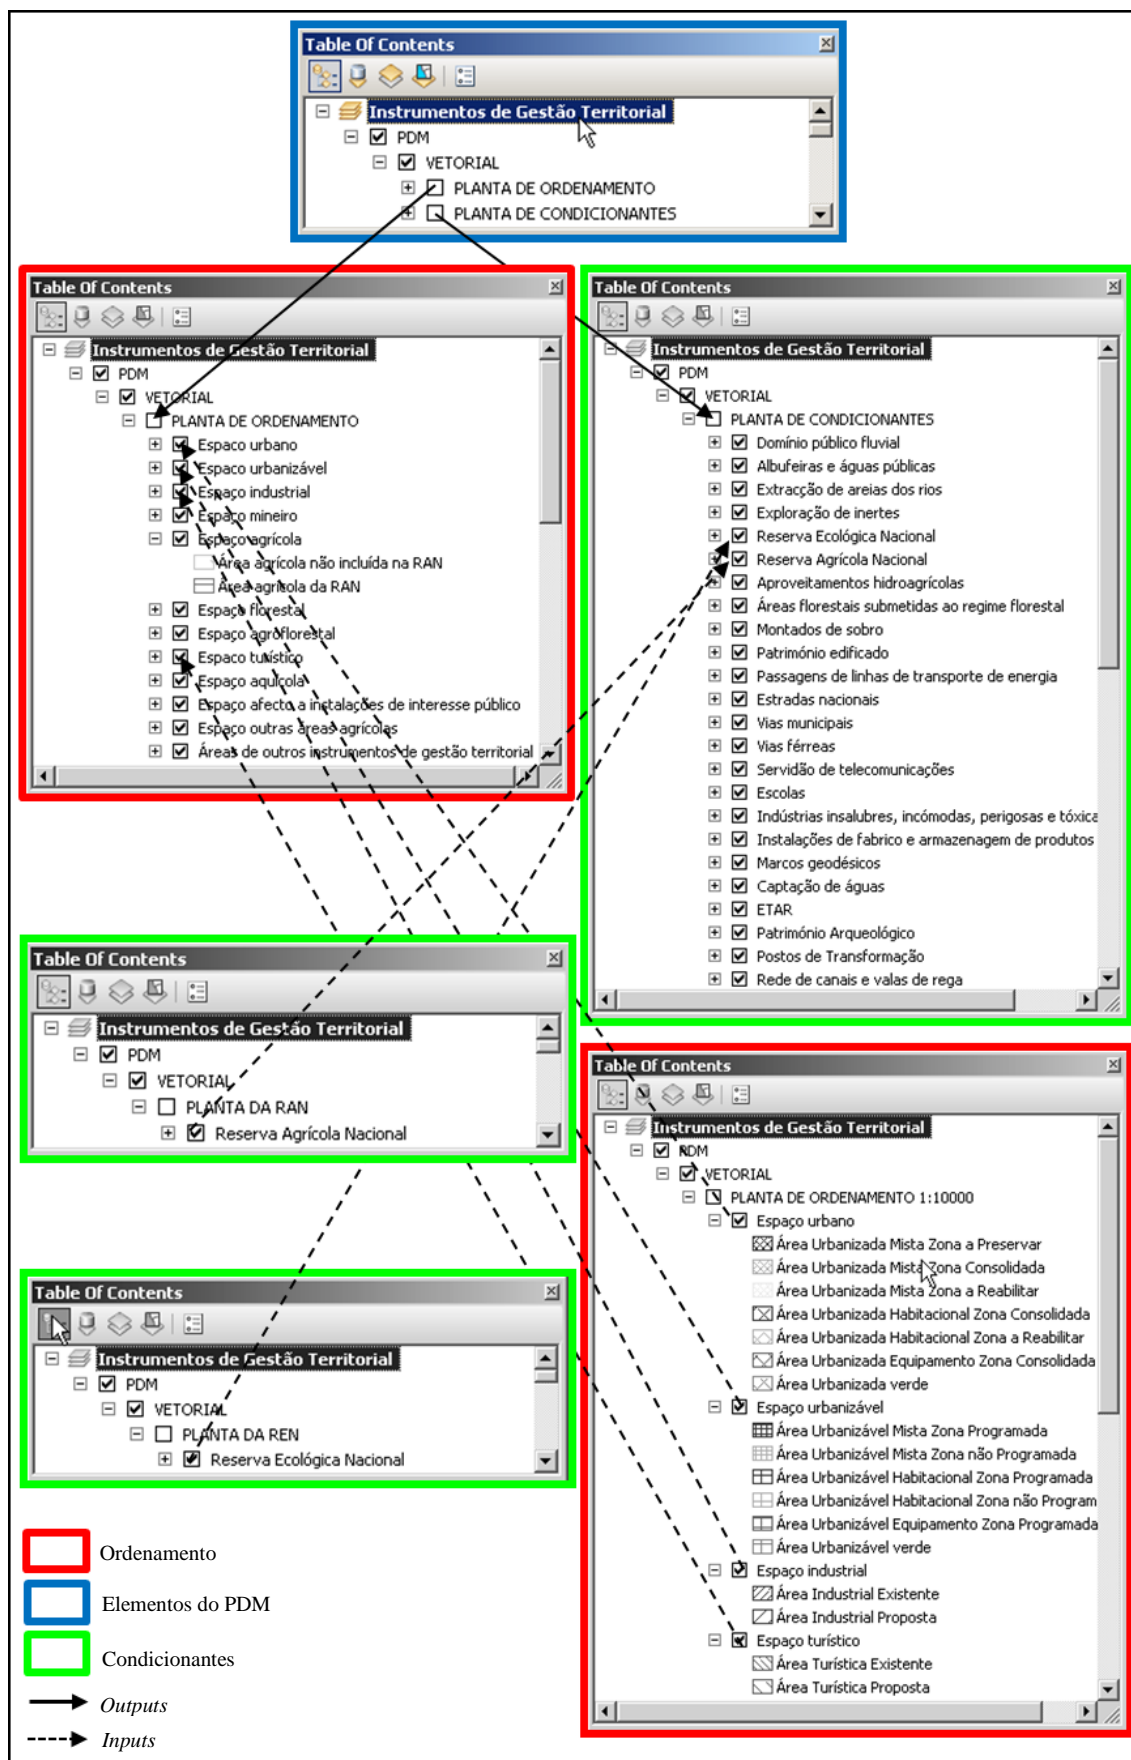 Table Of Contents
Instrumentos de Gestão Territorial
PDM
VETORIAL
PLANTA DE ORDENAMENTO
PLANTA DE CONDICIONANTES
Table Of Contents
Instrumentos de Gestão Territorial
PDM
VETORIAL
PLANTA DE ORDENAMENTO
Espaco urbano
Espaco urbanizável
Espaço industrial
Espaço mineiro
Espaço agrícola
Área agrícola não incluída na RAN
Área agrícola da RAN
Espaço florestal
Espaço agroflorestal
Espaco turístico
Espaço aquícola
Espaço afecto a instalações de interesse público
Espaço outras áreas agrícolas
Áreas de outros instrumentos de gestão territorial
Table Of Contents
Instrumentos de Gestão Territorial
PDM
VETORIAL
PLANTA DE CONDICIONANTES
Domínio público fluvial
Albufeiras e águas públicas
Extracção de areias dos rios
Exploração de inertes
Reserva Ecológica Nacional
Reserva Agrícola Nacional
Aproveitamentos hidroagrícolas
Áreas florestais submetidas ao regime florestal
Montados de sobro
Património edificado
Passagens de linhas de transporte de energia
Estradas nacionais
Vias municipais
Vias férreas
Servidão de telecomunicações
Escolas
Indústrias insalubres, incómodas, perigosas e tóxica
Instalações de fabrico e armazenagem de produtos
Marcos geodésicos
Captação de águas
ETAR
Património Arqueológico
Postos de Transformação
Rede de canais e valas de rega
Table Of Contents
Instrumentos de Gestão Territorial
PDM
VETORIAL
PLANTA DA RAN
Reserva Agrícola Nacional
Table Of Contents
Instrumentos de Gestão Territorial
PDM
VETORIAL
PLANTA DA REN
Reserva Ecológica Nacional
Table Of Contents
Instrumentos de Gestão Territorial
PDM
VETORIAL
PLANTA DE ORDENAMENTO 1:10000
Espaço urbano
Área Urbanizada Mista Zona a Preservar
Área Urbanizada Mista Zona Consolidada
Área Urbanizada Mista Zona a Reabilitar
Área Urbanizada Habitacional Zona Consolidada
Área Urbanizada Habitacional Zona a Reabilitar
Área Urbanizada Equipamento Zona Consolidada
Área Urbanizada verde
Espaço urbanizável
Área Urbanizável Mista Zona Programada
Área Urbanizável Mista Zona não Programada
Área Urbanizável Habitacional Zona Programada
Área Urbanizável Habitacional Zona não Program
Área Urbanizável Equipamento Zona Programada
Área Urbanizável verde
Espaço industrial
Área Industrial Existente
Área Industrial Proposta
Espaço turístico
Área Turística Existente
Área Turística Proposta
Ordenamento
Elementos do PDM
Condicionantes
Outputs
Inputs